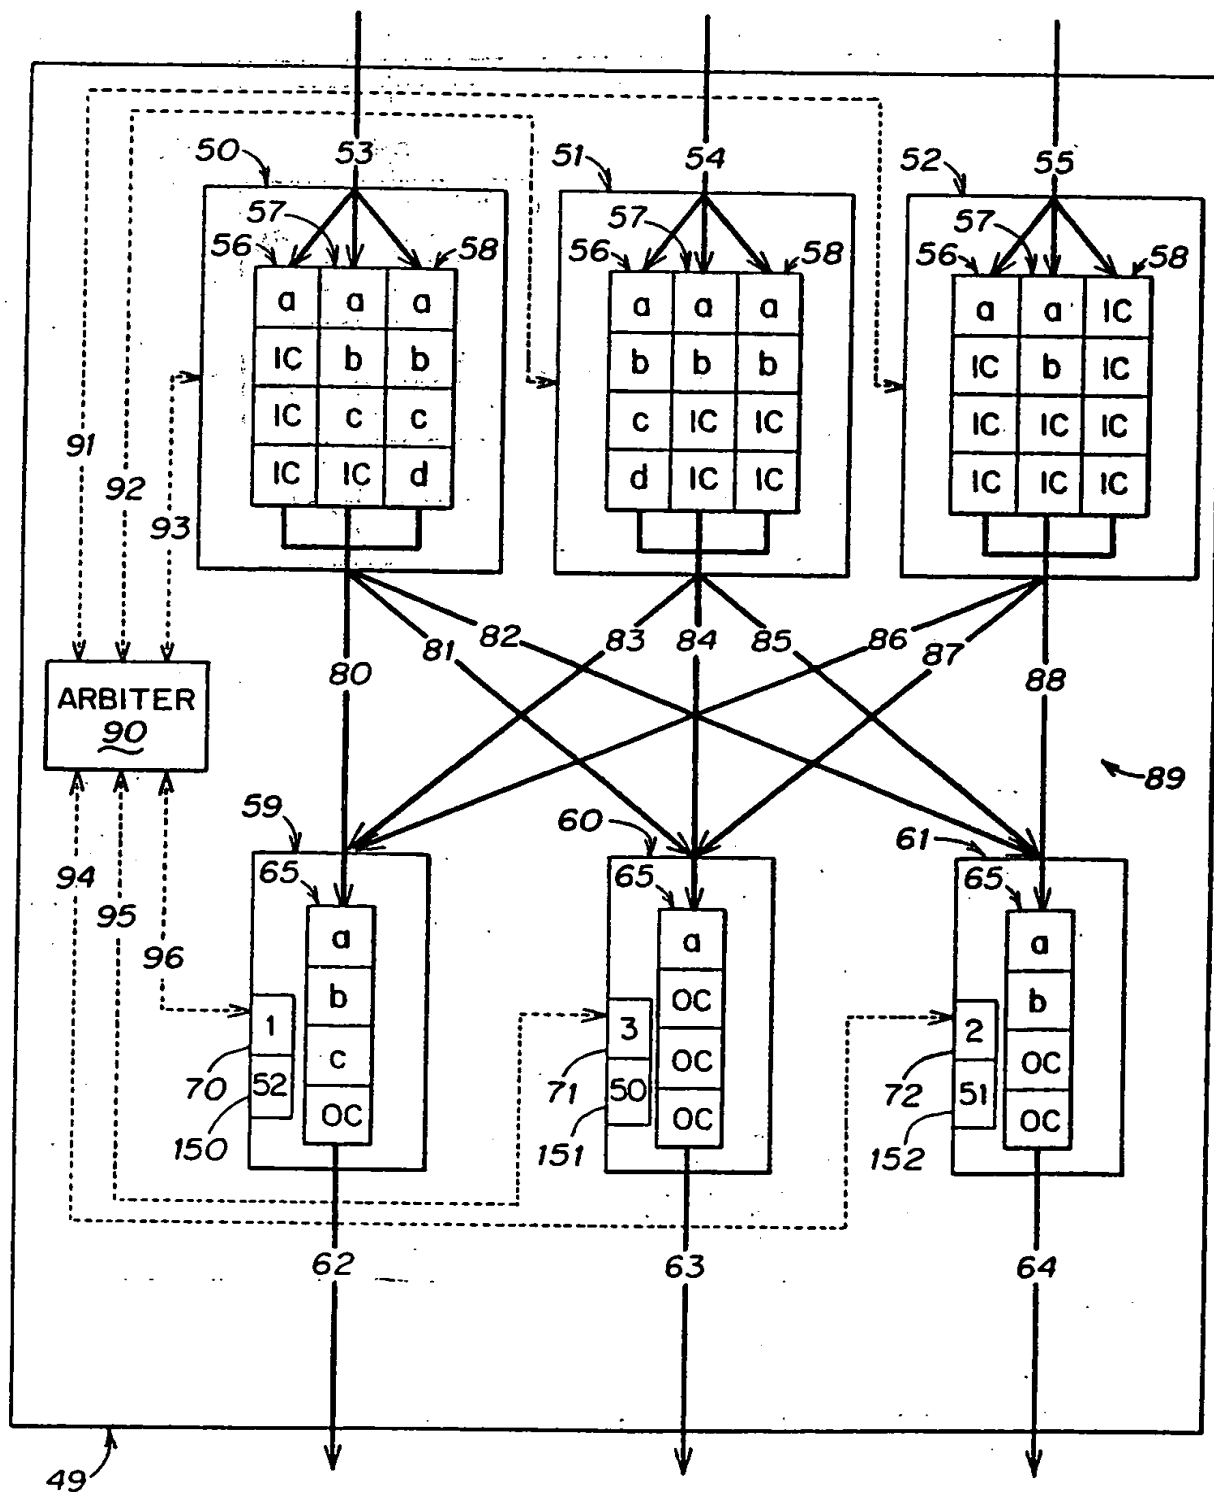 50 53 51 54 52 55
56 57 58 56 57 58 56 57 58
a a a a a a a a IC
IC b b b b b IC b IC
IC c c c IC IC IC IC IC
IC IC d d IC IC IC IC IC
91 92 93
80 81 82 83 84 85 86 87 88
ARBITER
90
89
59 60 61
94 95 96
65 65 65
a a a
b OC b
c OC OC
OC OC OC
1 3 2
52 50 51
70 71 72
150 151 152
62 63 64
49